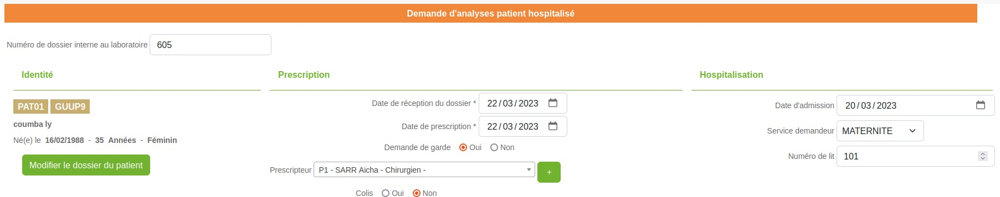 Demande d'analyses patient hospitalisé
Numéro de dossier interne au laboratoire 605
Identité
PAT01 GUUP9
coumba ly
Né(e) le 16/02/1988 - 35 Années - Féminin
Modifier le dossier du patient
Prescription
Date de réception du dossier * 22/03/2023
Date de prescription * 22/03/2023
Demande de garde Oui Non
Prescripteur P1 - SARR Aicha - Chirurgien - +
Colis Oui Non
Hospitalisation
Date d'admission 20/03/2023
Service demandeur MATERNITE
Numéro de lit 101